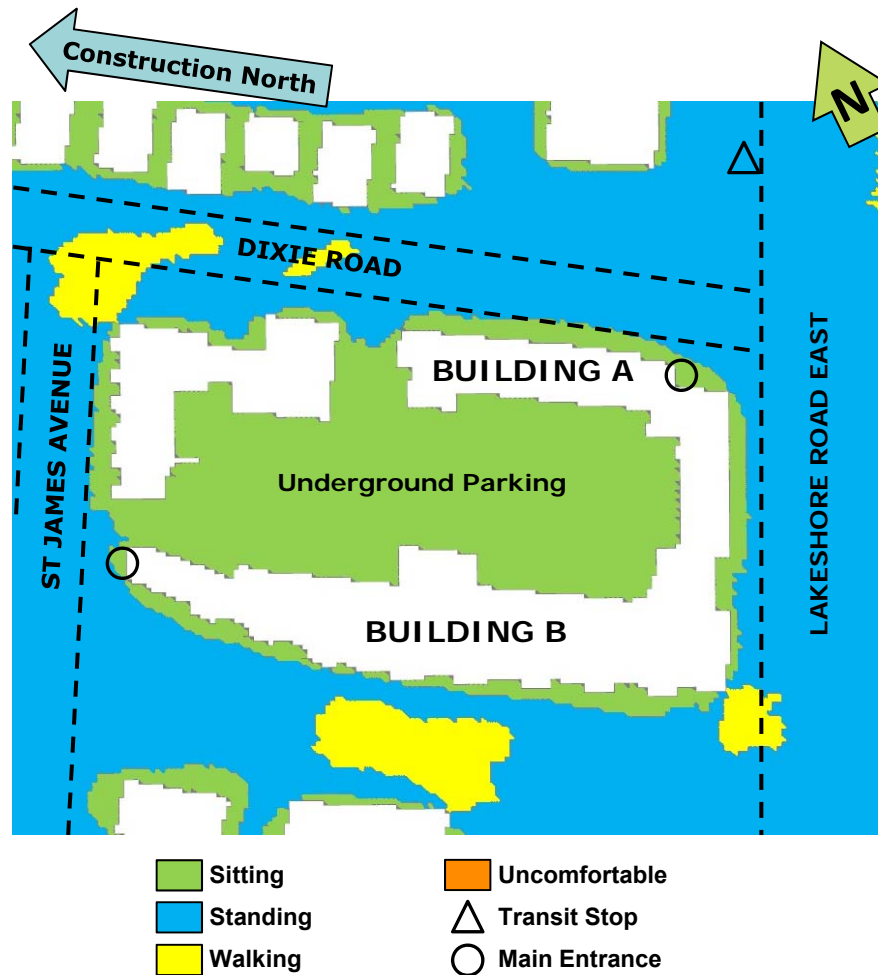 Construction North
N
DIXIE ROAD
BUILDING A
ST JAMES AVENUE
LAKESHORE ROAD EAST
Underground Parking
BUILDING B
Sitting
Uncomfortable
Standing
Transit Stop
Walking
Main Entrance